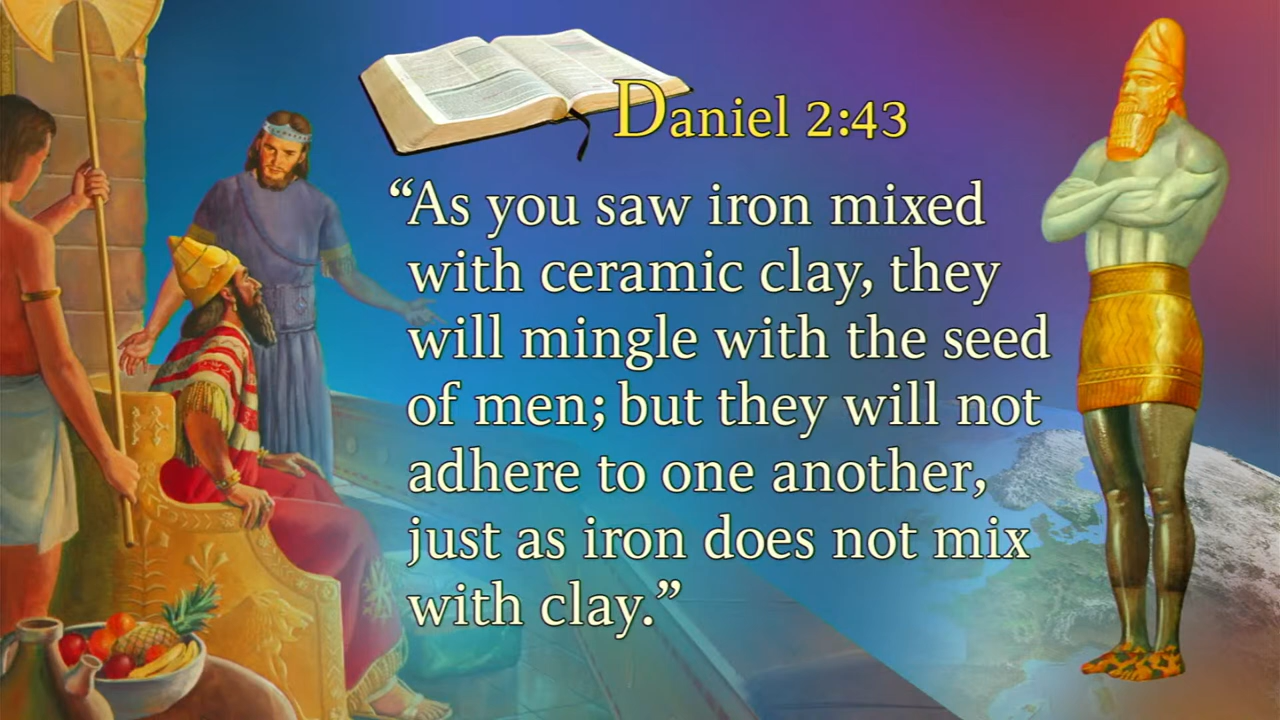 Daniel 2:43
“As you saw iron mixed
with ceramic clay, they
will mingle with the seed
of men; but they will not
adhere to one another,
just as iron does not mix
with clay.”